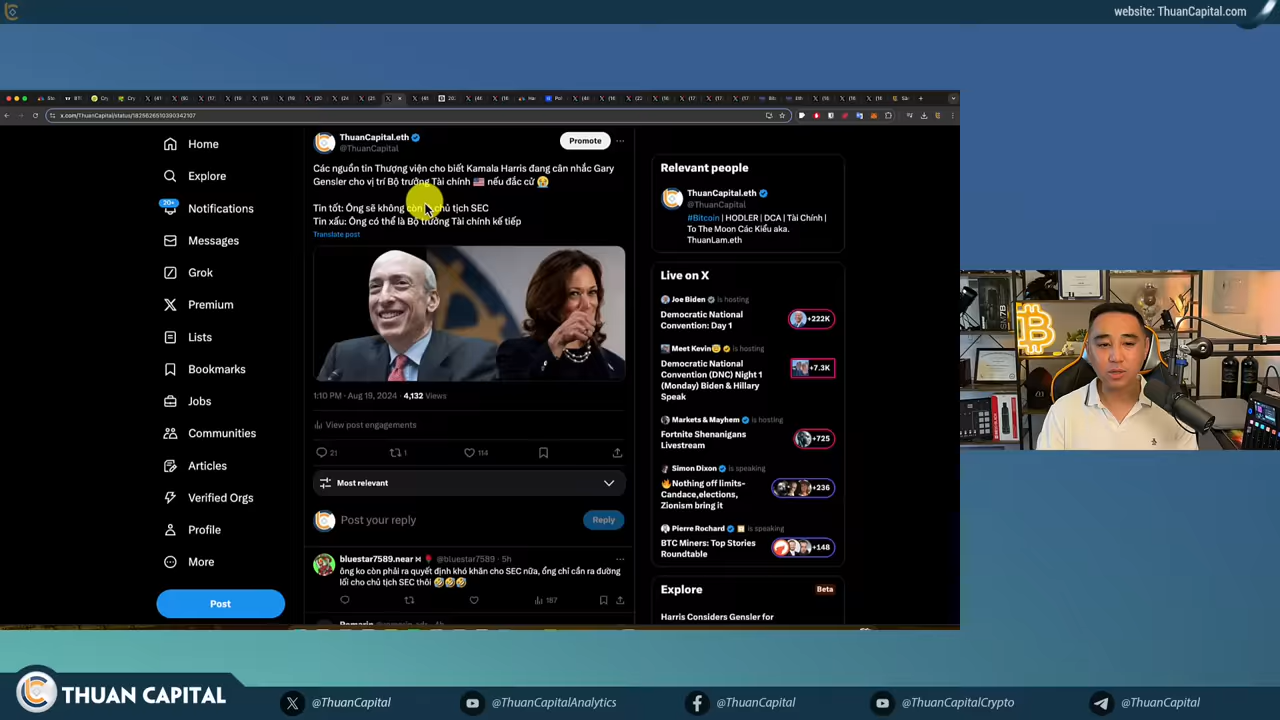 website: ThuanCapital.com
x.com/ThuanCapital/status/1825626510390342107
Home
Explore
20+
Notifications
Messages
Grok
Premium
Lists
Bookmarks
Jobs
Communities
Articles
Verified Orgs
Profile
More
Post
ThuanCapital.eth
@ThuanCapital
Promote
Các nguồn tin Thượng viện cho biết Kamala Harris đang cân nhắc Gary
Gensler cho vị trí Bộ trưởng Tài chính 🇺🇸 nếu đắc cử 😭
Tin tốt: Ông sẽ không còn chủ tịch SEC
Tin xấu: Ông có thể là Bộ trưởng Tài chính kế tiếp
Translate post
1:10 PM · Aug 19, 2024 · 4,132 Views
View post engagements
21
1
114
Most relevant
Post your reply
Reply
bluestar7589.near @bluestar7589 · 5h
ông ko còn phải ra quyết định khó khăn cho SEC nữa, ổng chỉ cần ra đường
lối cho chủ tịch SEC thôi 🤣🤣🤣
187
Relevant people
ThuanCapital.eth
@ThuanCapital
#Bitcoin | HODLER | DCA | Tài Chính |
To The Moon Các Kiểu aka.
ThuanLam.eth
Live on X
Joe Biden is hosting
Democratic National
Convention: Day 1
+222K
Meet Kevin is hosting
Democratic National
Convention (DNC) Night 1
(Monday) Biden & Hillary
Speak
+7.3K
Markets & Mayhem is hosting
Fortnite Shenanigans
Livestream
+725
Simon Dixon is speaking
🔥Nothing off limits-
Candace,elections,
Zionism bring it
+236
Pierre Rochard is speaking
BTC Miners: Top Stories
Roundtable
+148
Explore
Beta
Harris Considers Gensler for
SM7B
THUAN CAPITAL
@ThuanCapital
@ThuanCapitalAnalytics
@ThuanCapital
@ThuanCapitalCrypto
@ThuanCapital